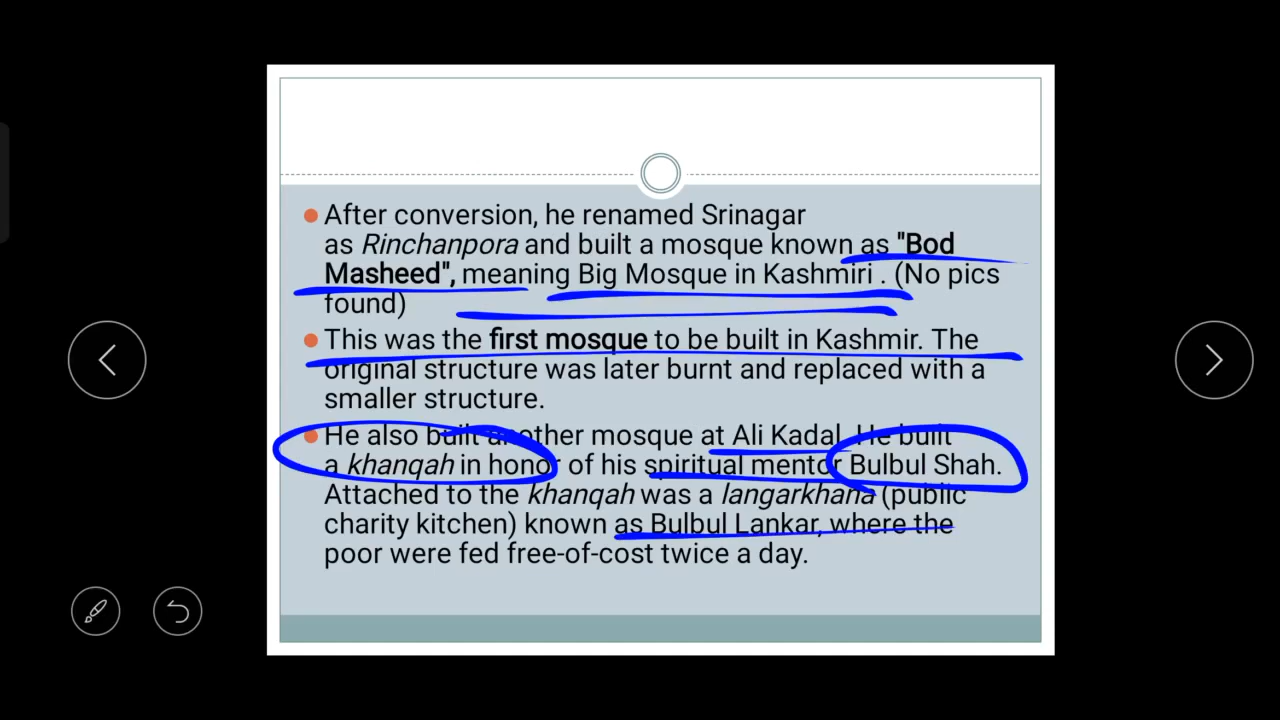 After conversion, he renamed Srinagar
as Rinchanpora and built a mosque known as "Bod
Masheed", meaning Big Mosque in Kashmiri . (No pics
found)
This was the first mosque to be built in Kashmir. The
original structure was later burnt and replaced with a
smaller structure.
He also built another mosque at Ali Kadal. He built
a khanqah in honor of his spiritual mentor Bulbul Shah.
Attached to the khanqah was a langarkhana (public
charity kitchen) known as Bulbul Lankar, where the
poor were fed free-of-cost twice a day.